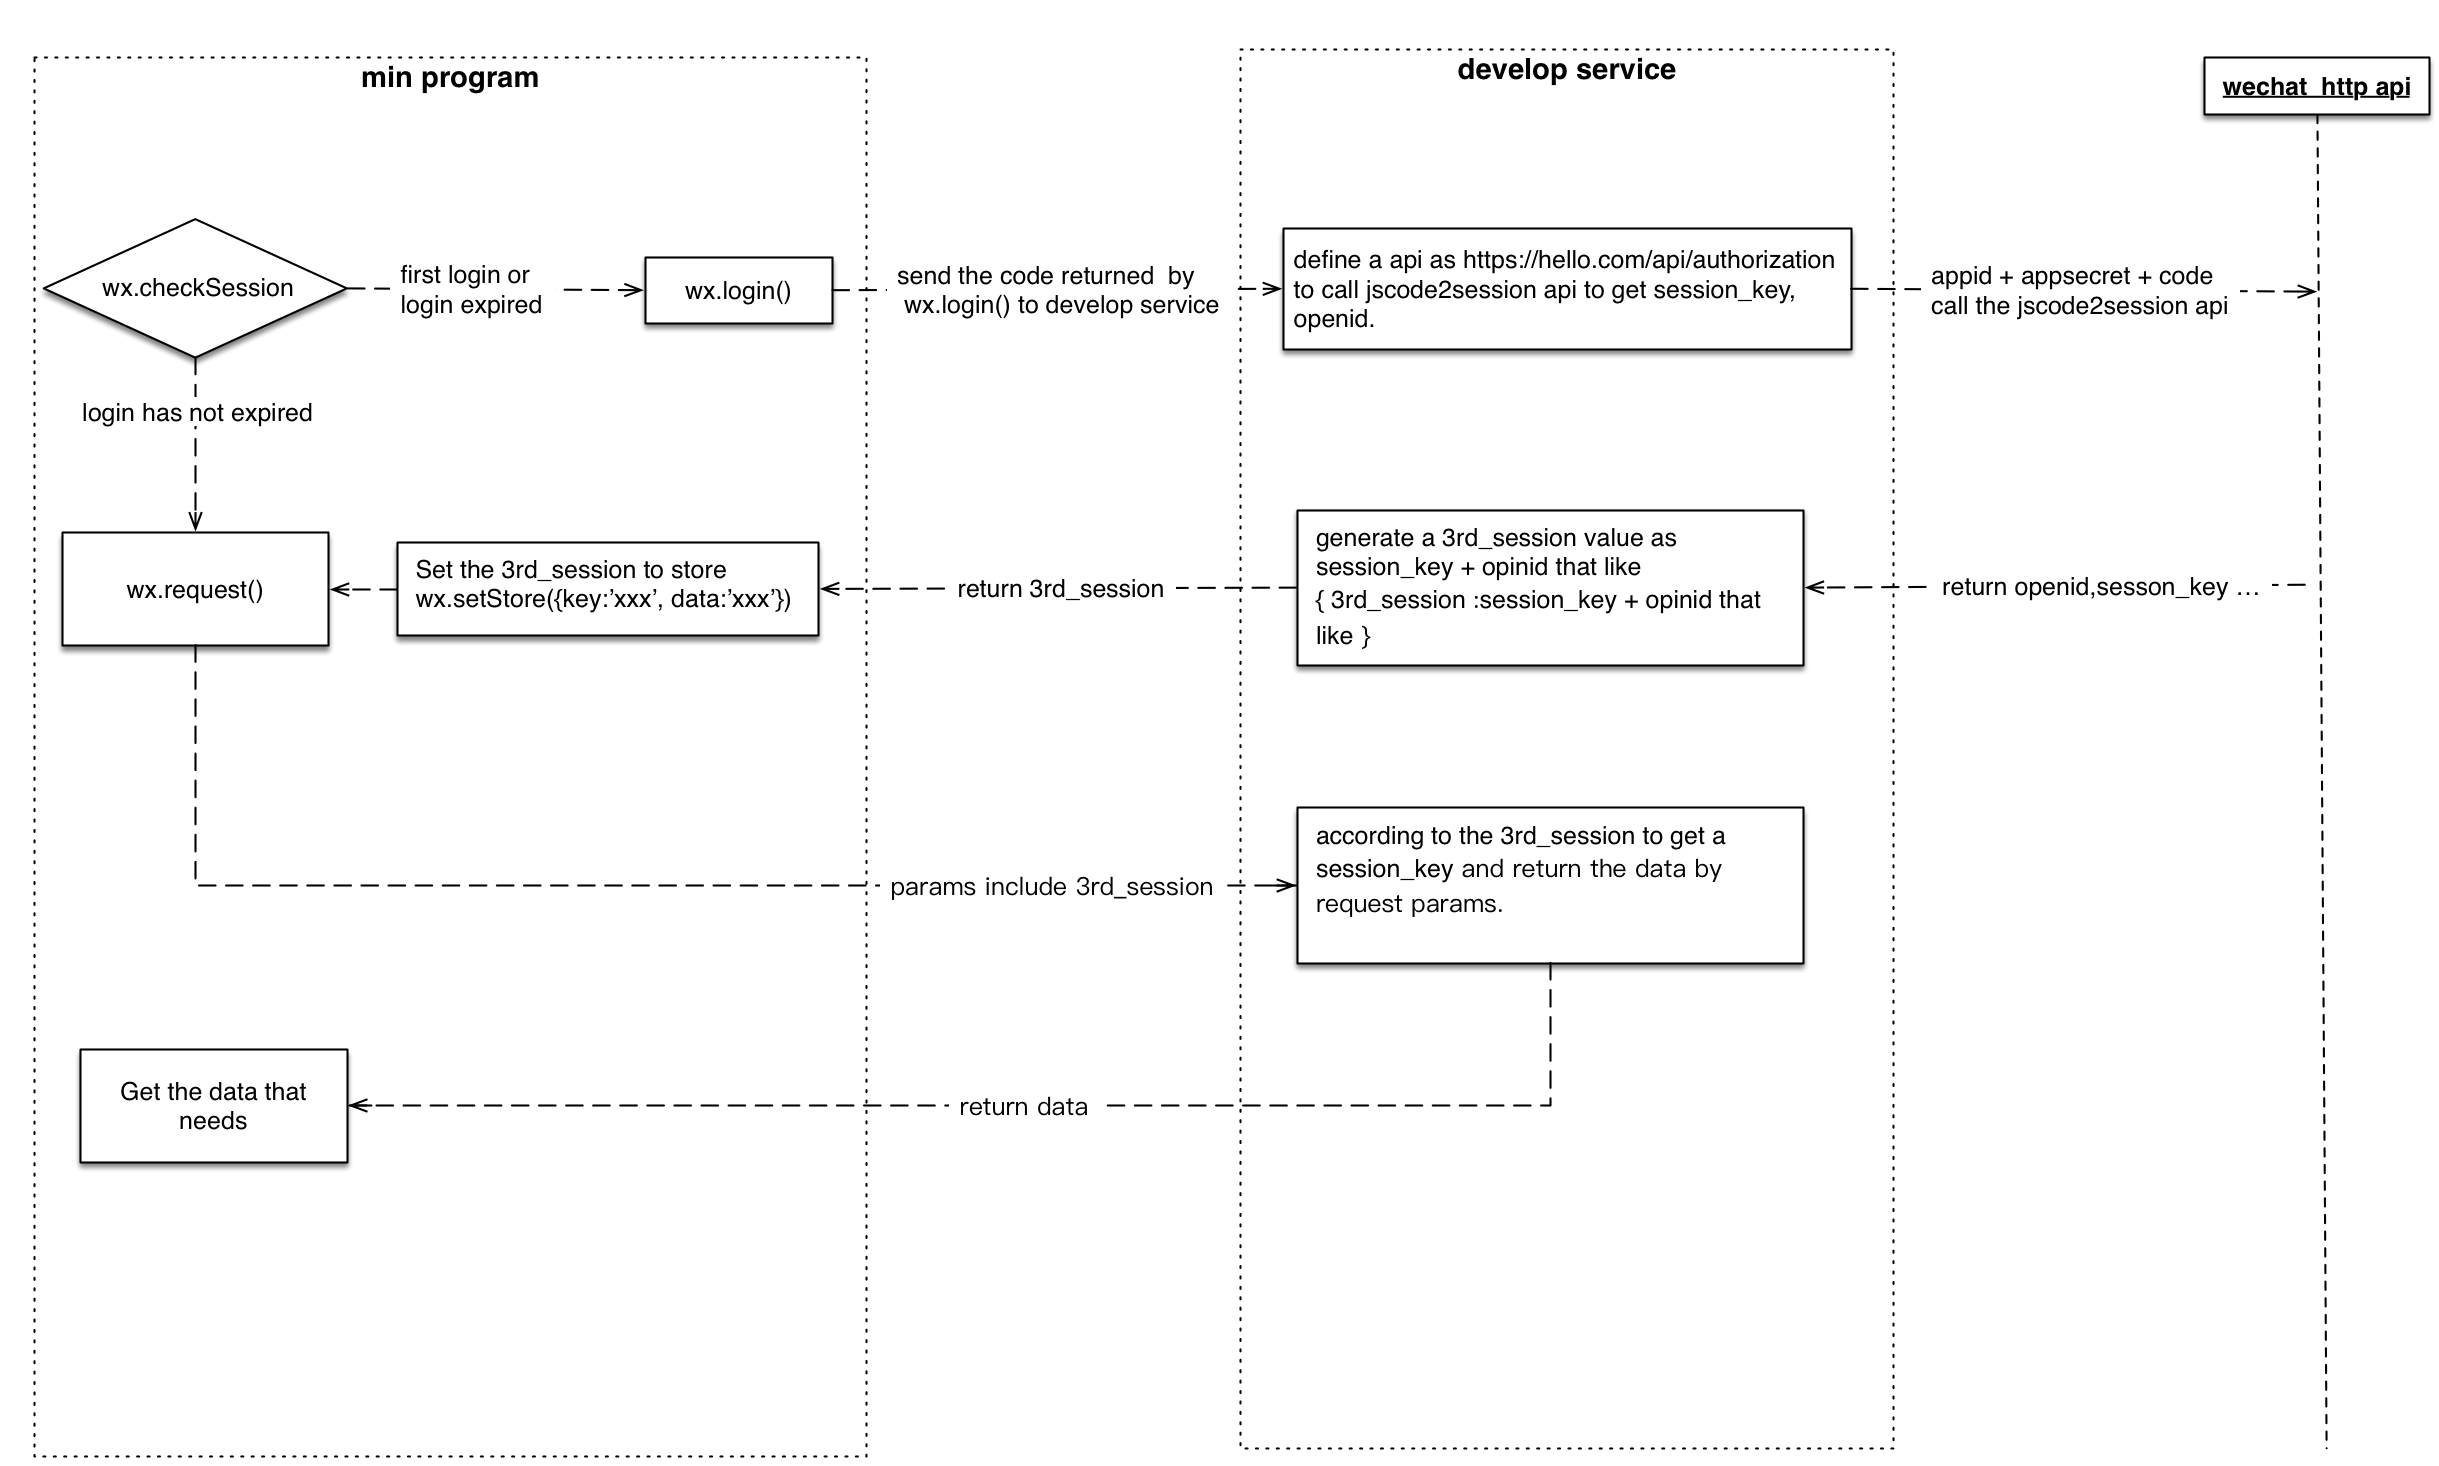 min program
develop service
wechat  http api
wx.checkSession
first login or
login expired
wx.login()
send the code returned  by
wx.login() to develop service
define a api as https://hello.com/api/authorization
to call jscode2session api to get session_key,
openid.
appid + appsecret + code
call the jscode2session api
login has not expired
wx.request()
Set the 3rd_session to store
wx.setStore({key:’xxx’, data:’xxx’})
return 3rd_session
generate a 3rd_session value as
session_key + opinid that like
{ 3rd_session :session_key + opinid that
like }
return openid,sesson_key …
params include 3rd_session
according to the 3rd_session to get a
session_key and return the data by
request params.
Get the data that
needs
return data